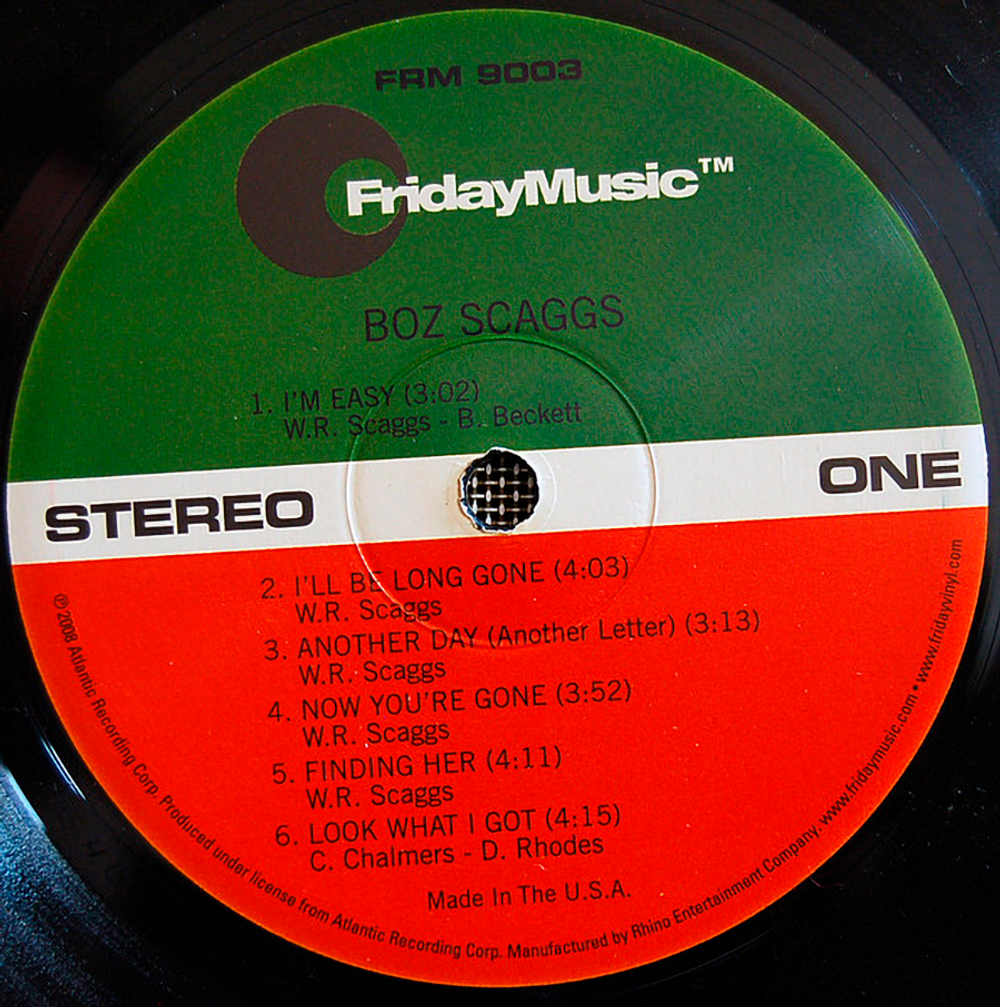 FRM 9003
FridayMusic™
BOZ SCAGGS
1. I'M EASY (3:02)
W.R. Scaggs - B. Beckett
STEREO
ONE
2. I'LL BE LONG GONE (4:03)
W.R. Scaggs
3. ANOTHER DAY (Another Letter) (3:13)
W.R. Scaggs
4. NOW YOU'RE GONE (3:52)
W.R. Scaggs
5. FINDING HER (4:11)
W.R. Scaggs
6. LOOK WHAT I GOT (4:15)
C. Chalmers - D. Rhodes
Made In The U.S.A.
℗ 2008 Atlantic Recording Corp. Produced under license from Atlantic Recording Corp. Manufactured by Rhino Entertainment Company. www.fridaymusic.com • www.fridayvinyl.com